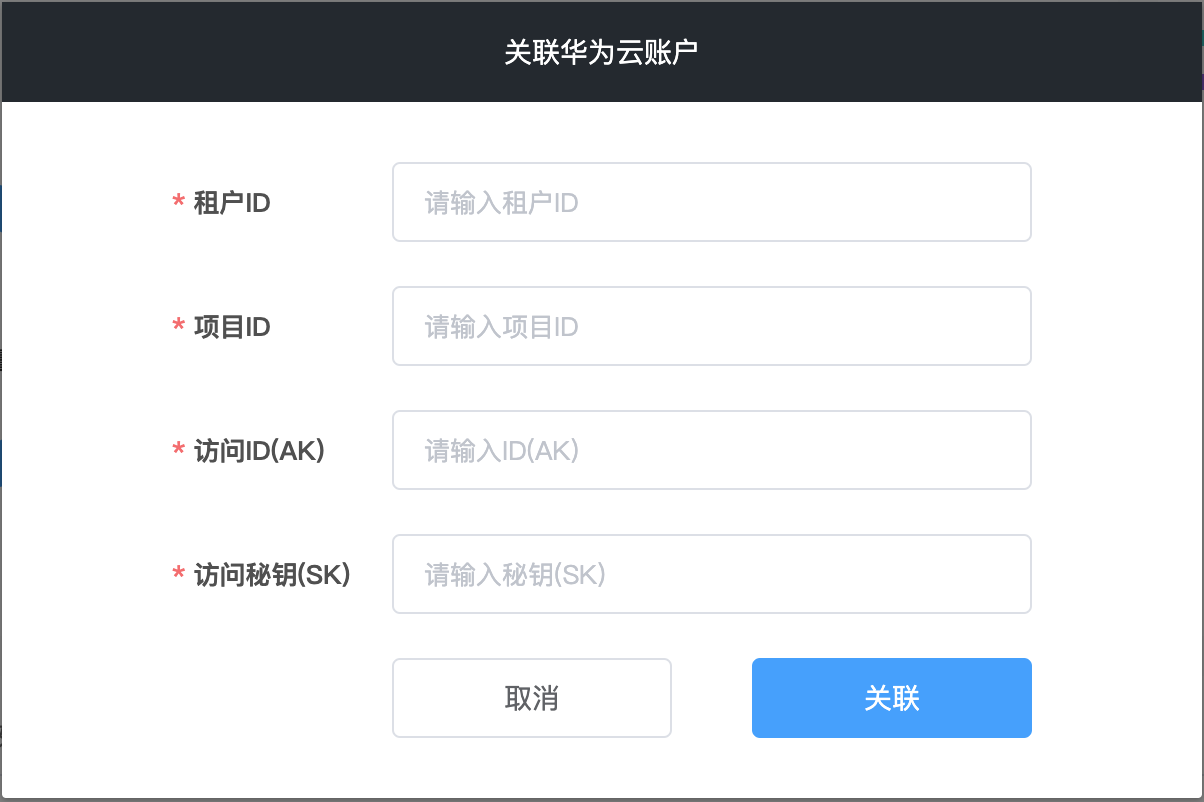 关联华为云账户
* 租户ID
请输入租户ID
* 项目ID
请输入项目ID
* 访问ID(AK)
请输入ID(AK)
* 访问秘钥(SK)
请输入秘钥(SK)
取消
关联